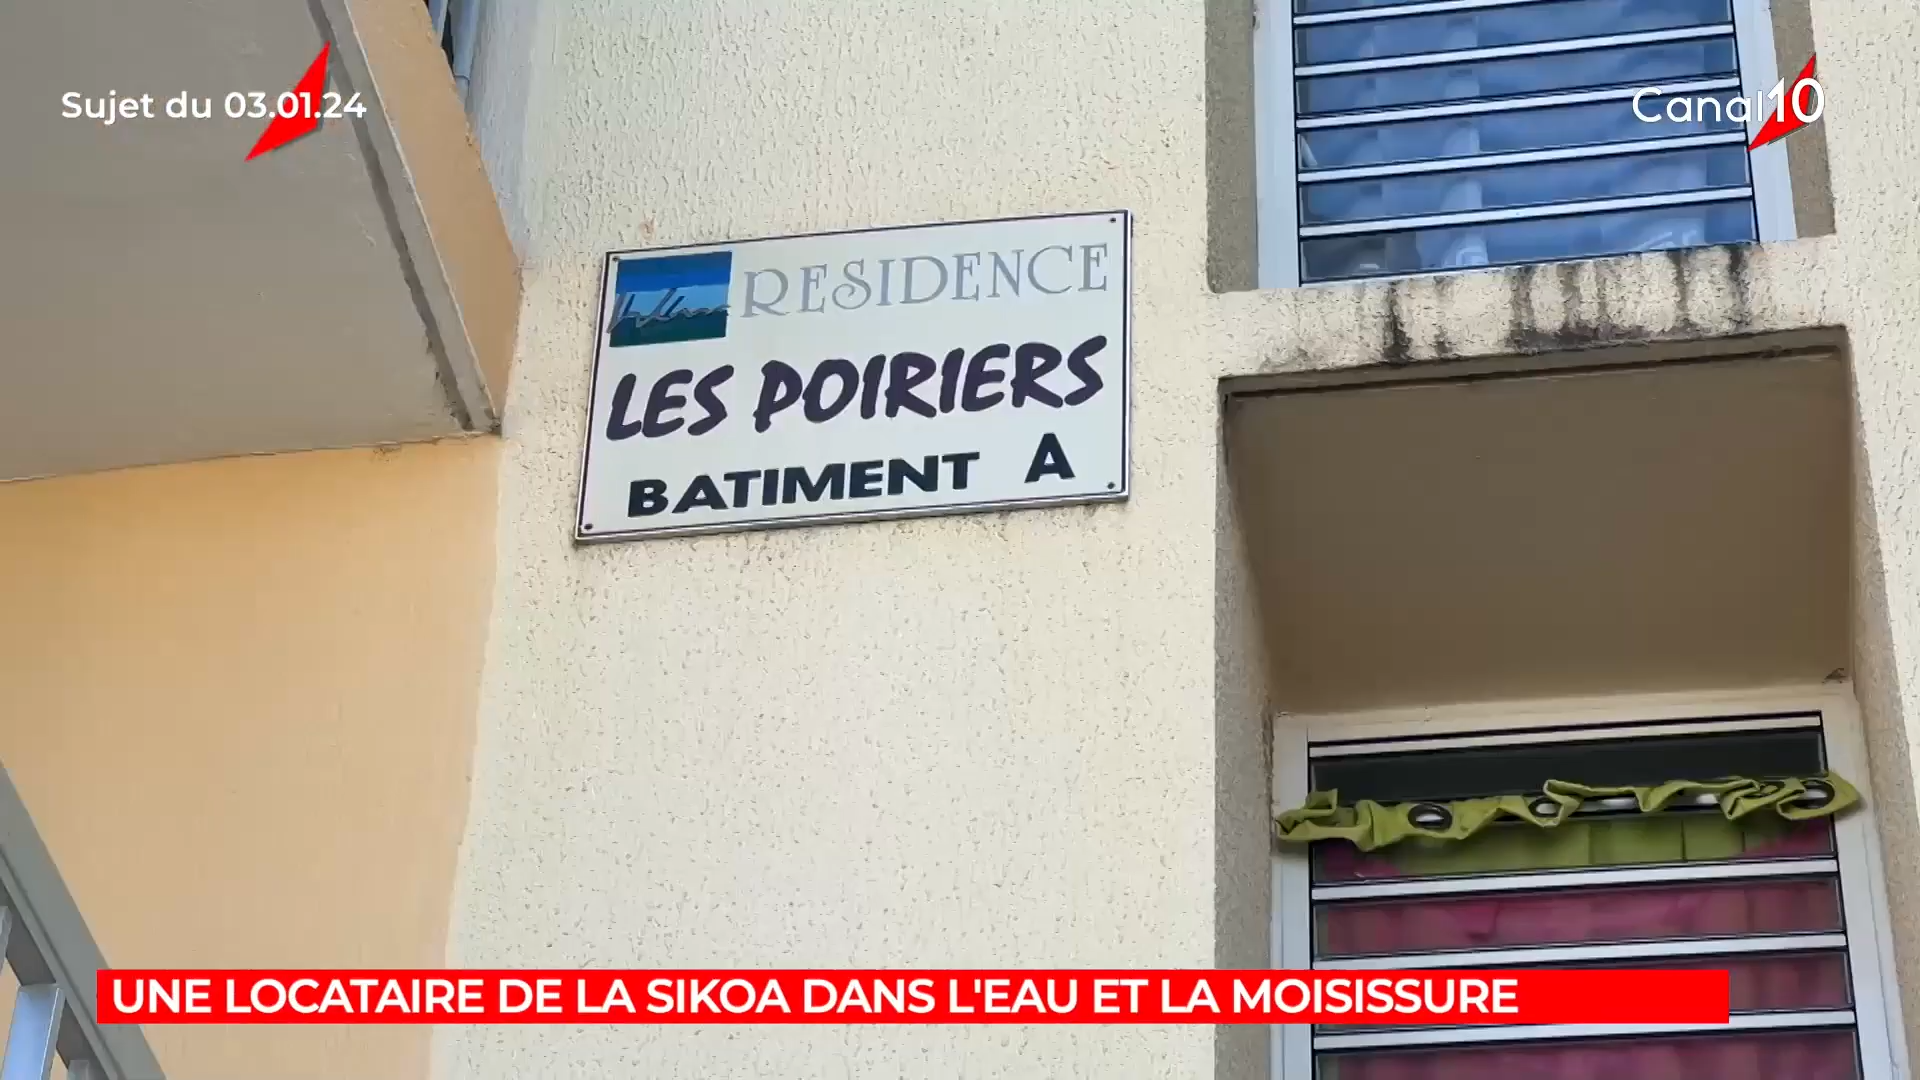 Sujet du 03.01.24
Canal10
RESIDENCE
LES POIRIERS
BATIMENT A
UNE LOCATAIRE DE LA SIKOA DANS L'EAU ET LA MOISISSURE